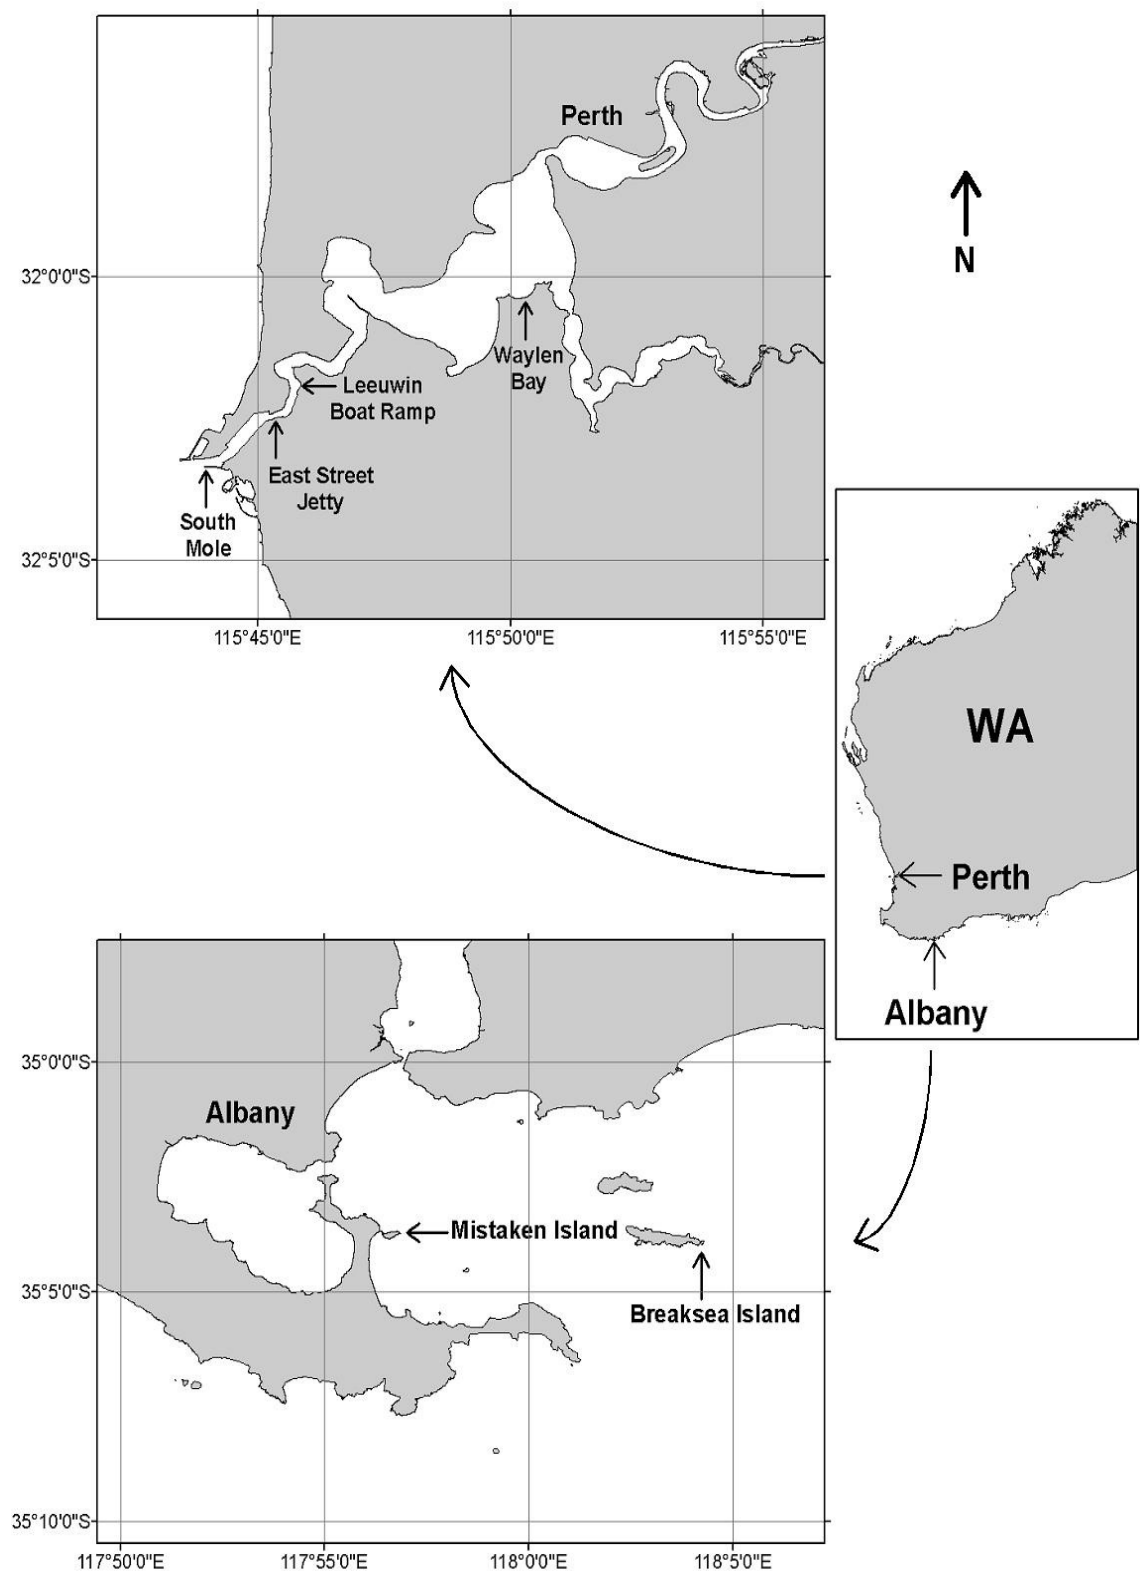 Perth
32°0'0"S
Waylen
Bay
Leeuwin
Boat Ramp
East Street
Jetty
South
Mole
32°5'0"S
115°45'0"E
115°50'0"E
115°55'0"E
N
WA
Perth
Albany
35°0'0"S
Albany
Mistaken Island
35°5'0"S
Breaksea Island
35°10'0"S
117°50'0"E
117°55'0"E
118°0'0"E
118°5'0"E